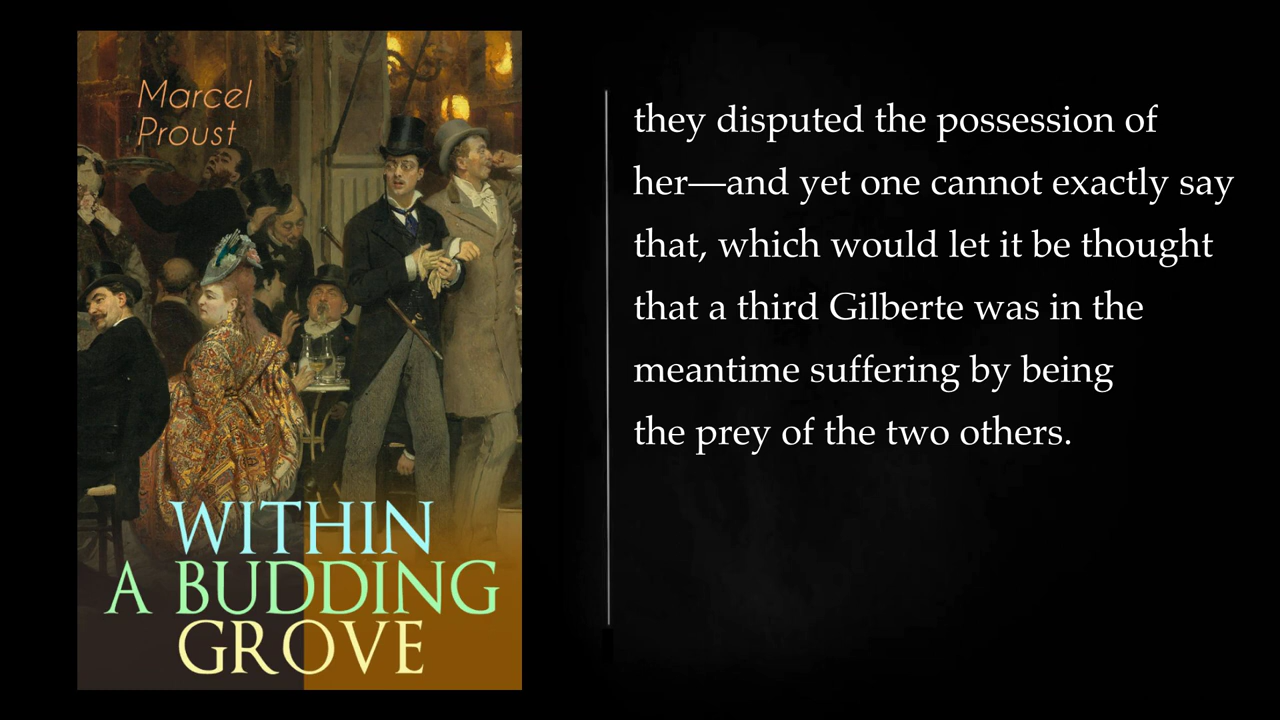 Marcel
Proust
WITHIN
A BUDDING
GROVE
they disputed the possession of
her—and yet one cannot exactly say
that, which would let it be thought
that a third Gilberte was in the
meantime suffering by being
the prey of the two others.